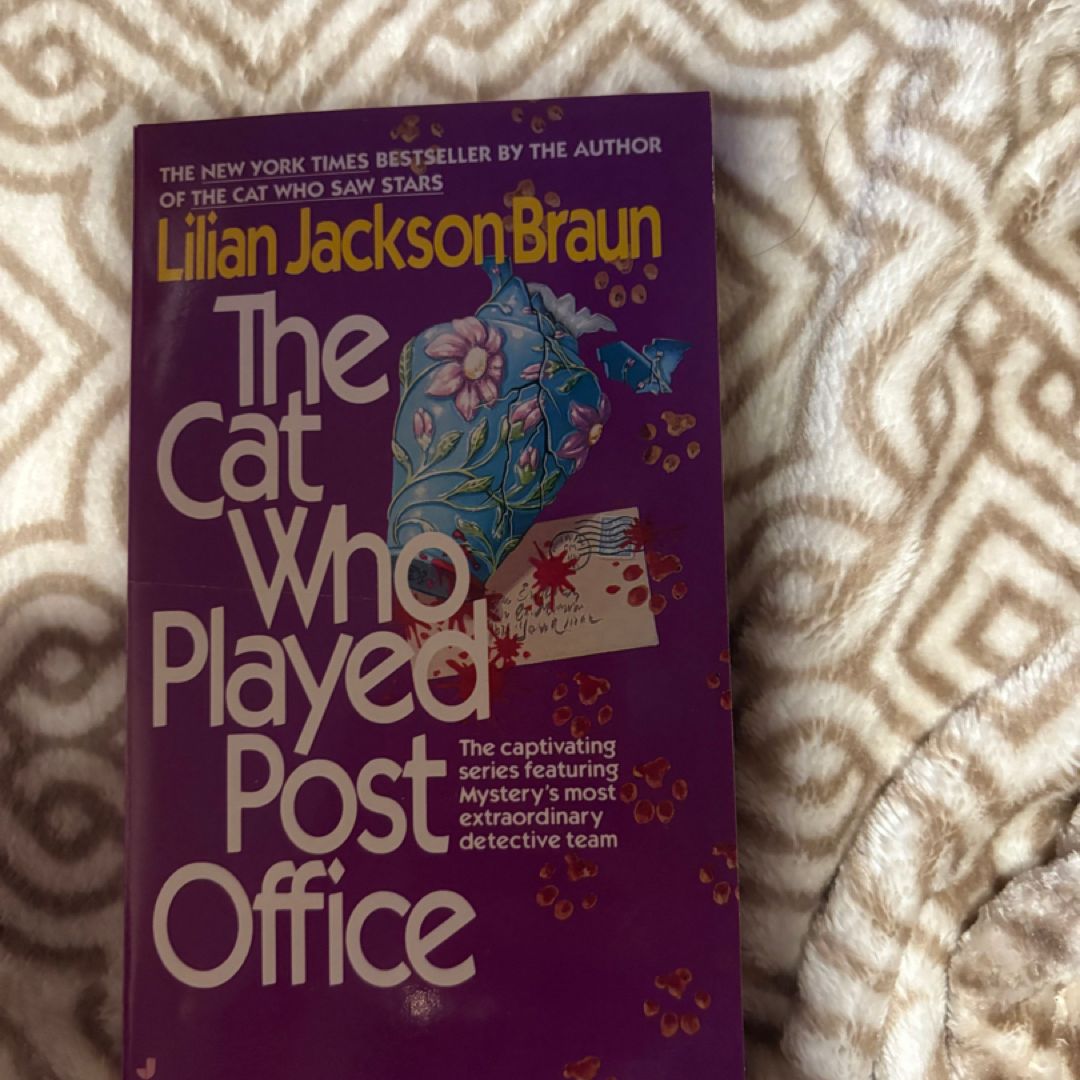 THE NEW YORK TIMES BESTSELLER BY THE AUTHOR
OF THE CAT WHO SAW STARS
Lilian Jackson Braun
The
Cat
Who
Played
Post
Office
The captivating
series featuring
Mystery's most
extraordinary
detective team
J